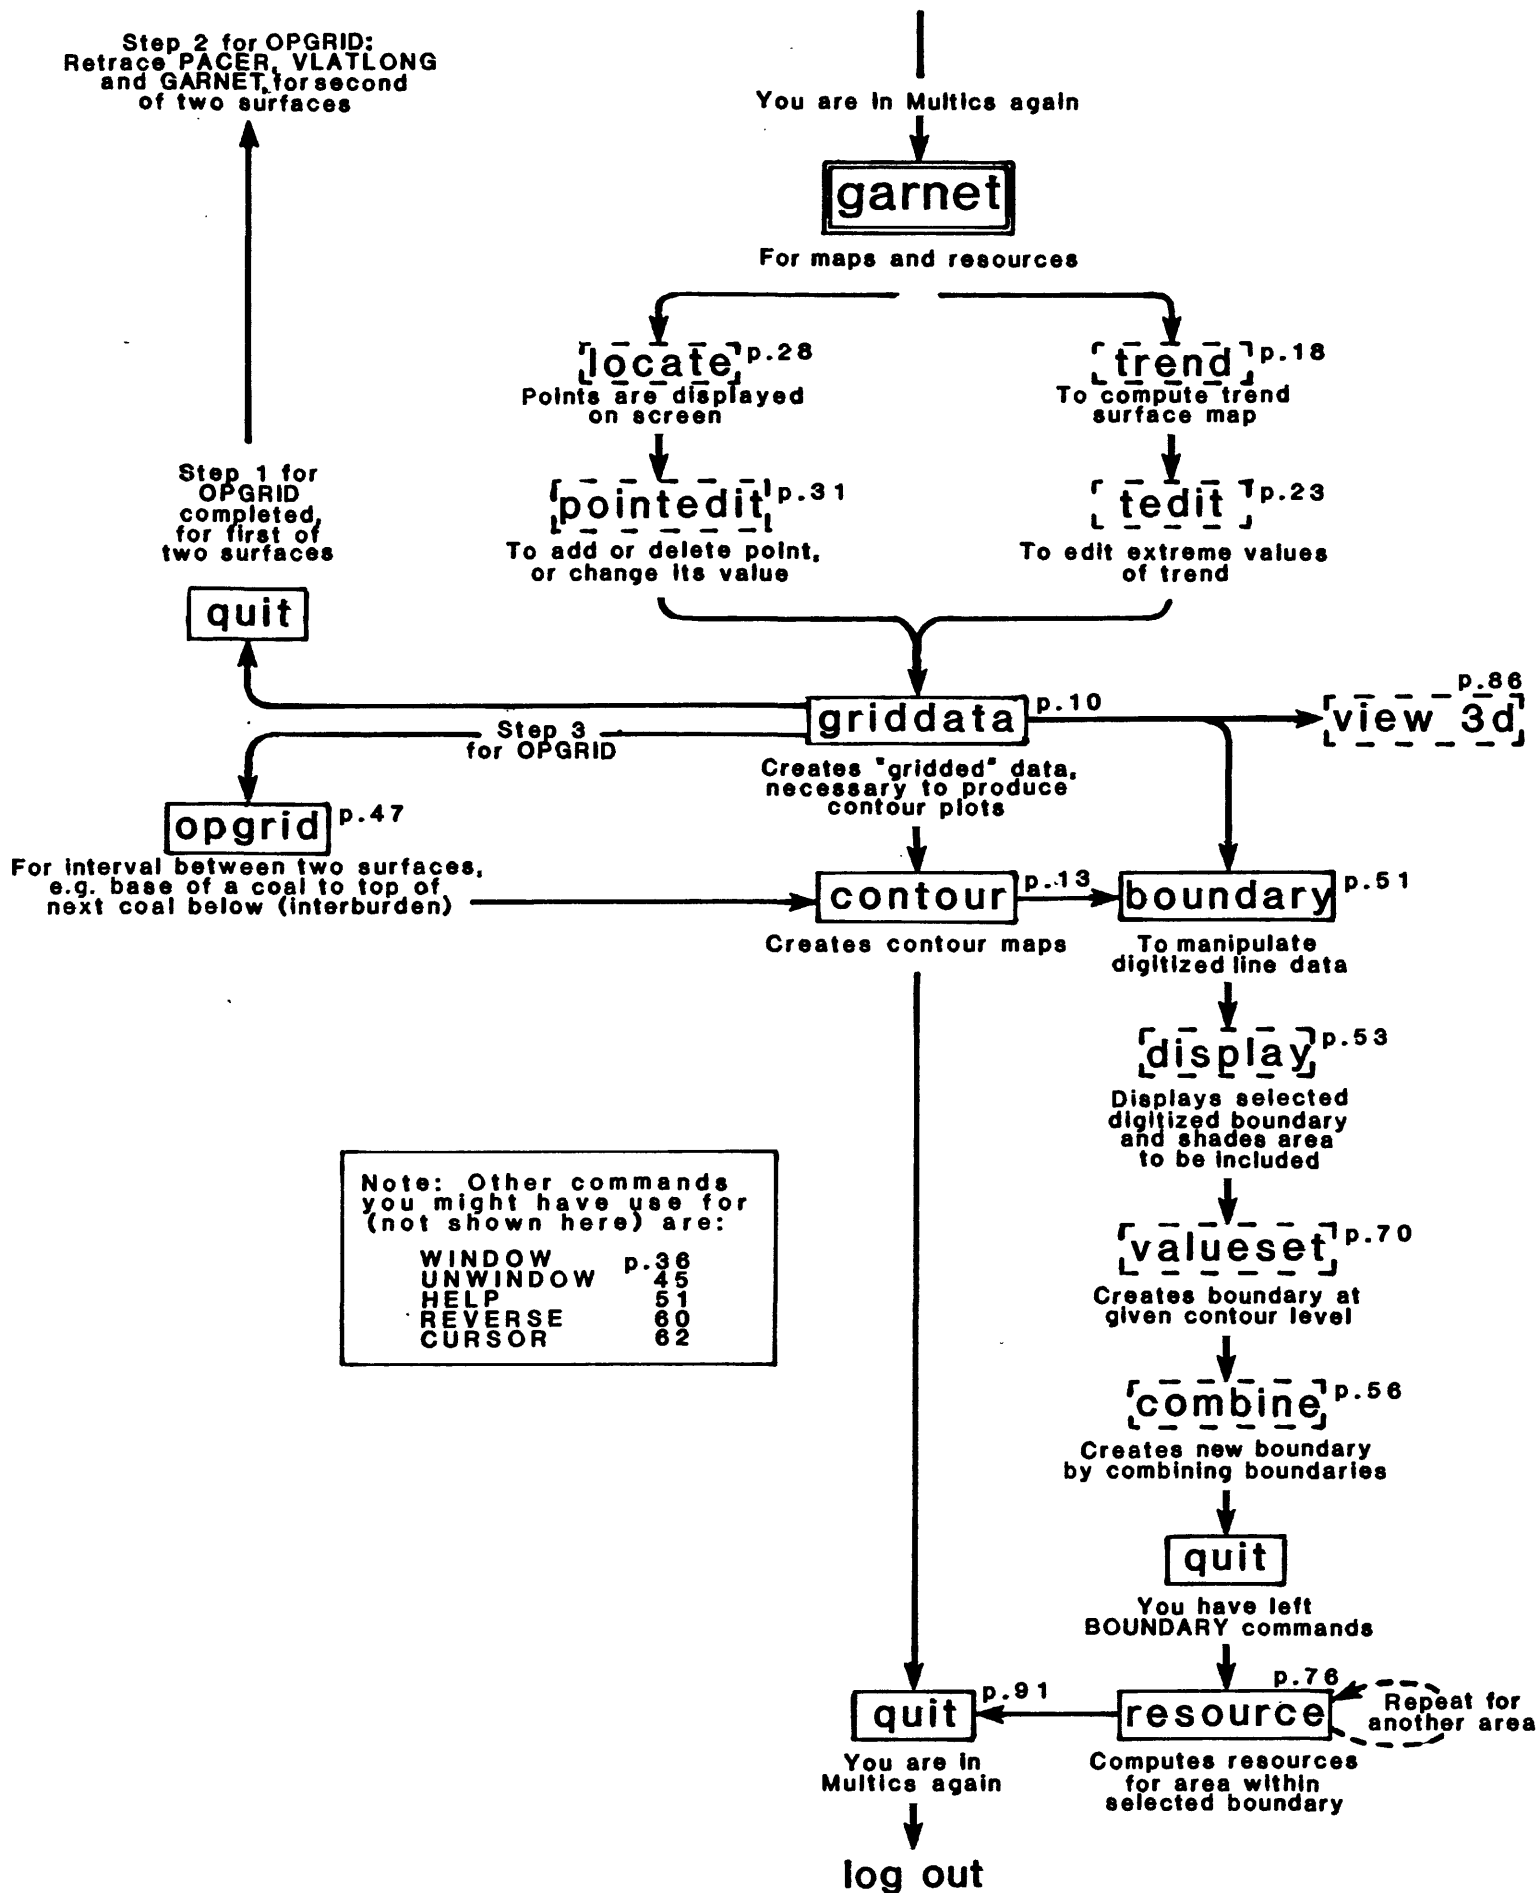 Step 2 for OPGRID:
Retrace PACER, VLATLONG
and GARNET, for second
of two surfaces
You are in Multics again
garnet
For maps and resources
locate p.28
Points are displayed
on screen
trend p.18
To compute trend
surface map
Step 1 for
OPGRID
completed,
for first of
two surfaces
pointedit p.31
To add or delete point,
or change its value
tedit p.23
To edit extreme values
of trend
quit
griddata p.10
Creates "gridded" data,
necessary to produce
contour plots
p.86
view 3d
Step 3
for OPGRID
opgrid p.47
For interval between two surfaces,
e.g. base of a coal to top of
next coal below (interburden)
contour p.13
Creates contour maps
boundary p.51
To manipulate
digitized line data
display p.53
Displays selected
digitized boundary
and shades area
to be included
Note: Other commands
you might have use for
(not shown here) are:
WINDOW p.36
UNWINDOW 45
HELP 51
REVERSE 60
CURSOR 62
valueset p.70
Creates boundary at
given contour level
combine p.56
Creates new boundary
by combining boundaries
quit
You have left
BOUNDARY commands
p.76
resource
Repeat for
another area
Computes resources
for area within
selected boundary
quit p.91
You are in
Multics again
log out